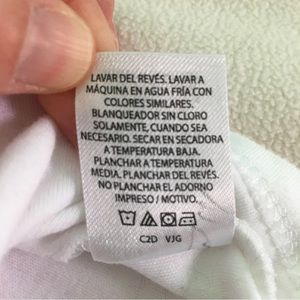 LAVAR DEL REVÉS. LAVAR A
MÁQUINA EN AGUA FRÍA CON
COLORES SIMILARES.
BLANQUEADOR SIN CLORO
SOLAMENTE, CUANDO SEA
NECESARIO. SECAR EN SECADORA
A TEMPERATURA BAJA.
PLANCHAR A TEMPERATURA
MEDIA. PLANCHAR DEL REVÉS.
NO PLANCHAR EL ADORNO
IMPRESO / MOTIVO.
C2D VJG